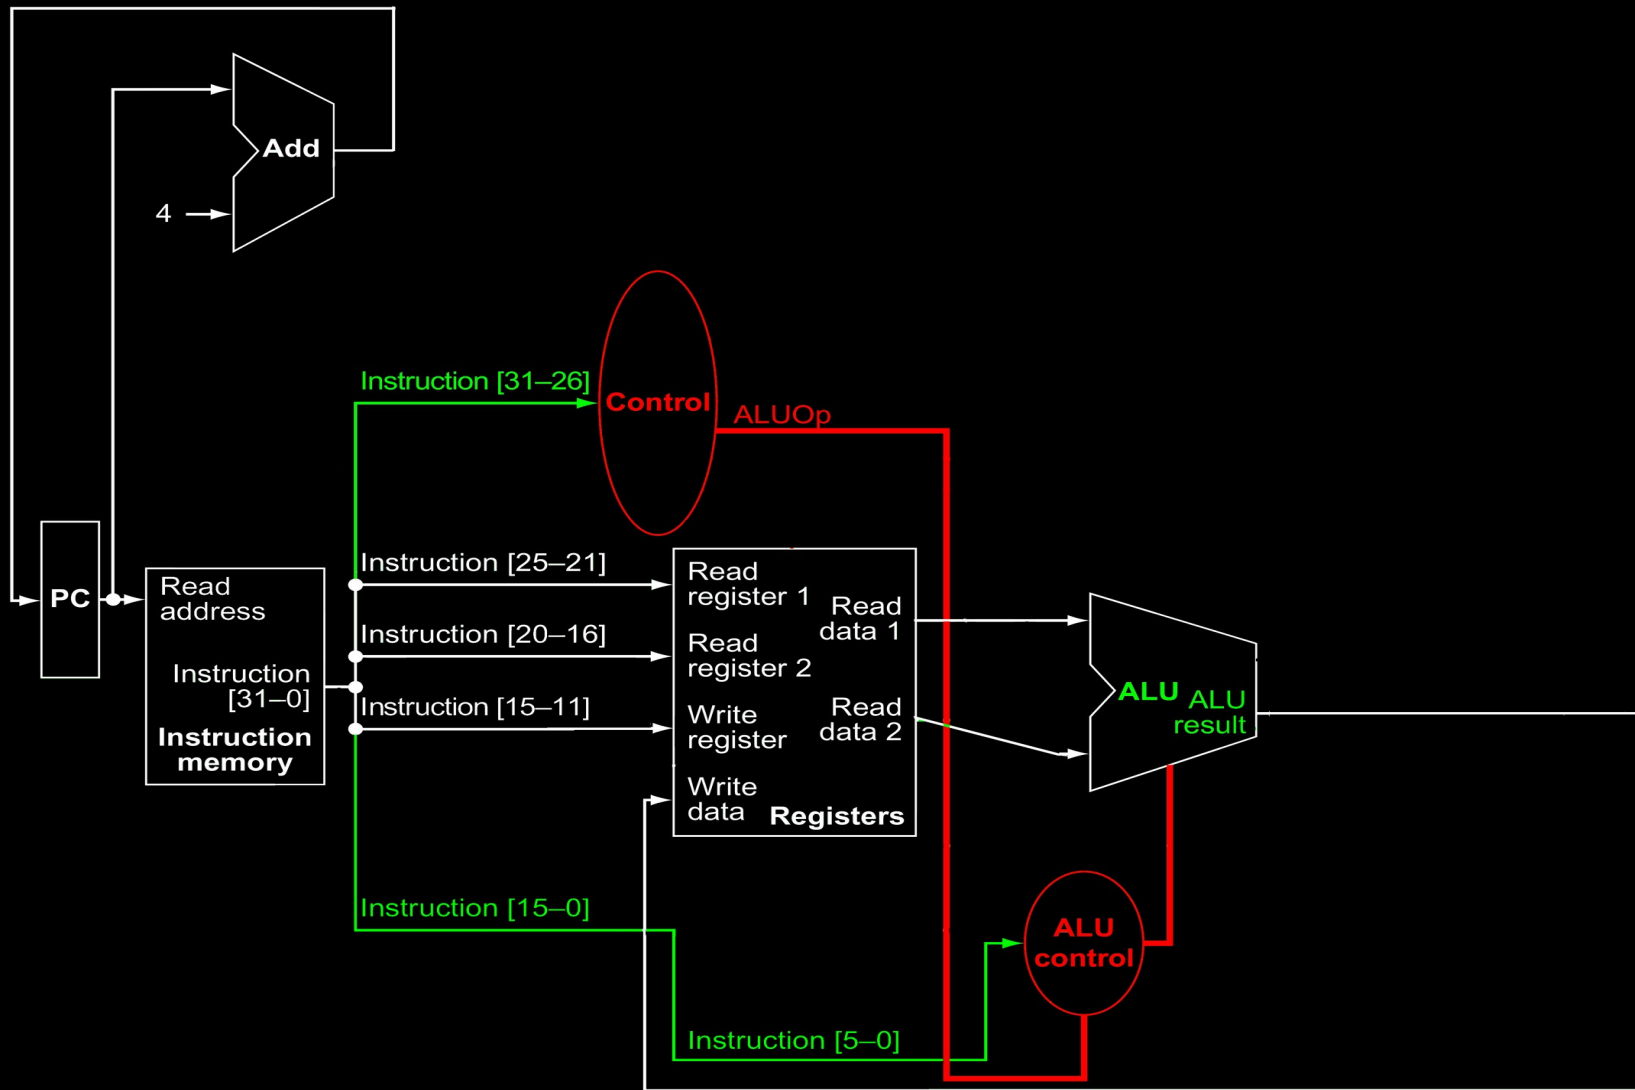 Add
4
Instruction [31–26]
Control
ALUOp
PC
Read
address
Instruction
[31–0]
Instruction
memory
Instruction [25–21]
Instruction [20–16]
Instruction [15–11]
Read
register 1
Read
data 1
Read
register 2
Write
register
Read
data 2
Write
data
Registers
ALU
ALU
result
Instruction [15–0]
ALU
control
Instruction [5–0]